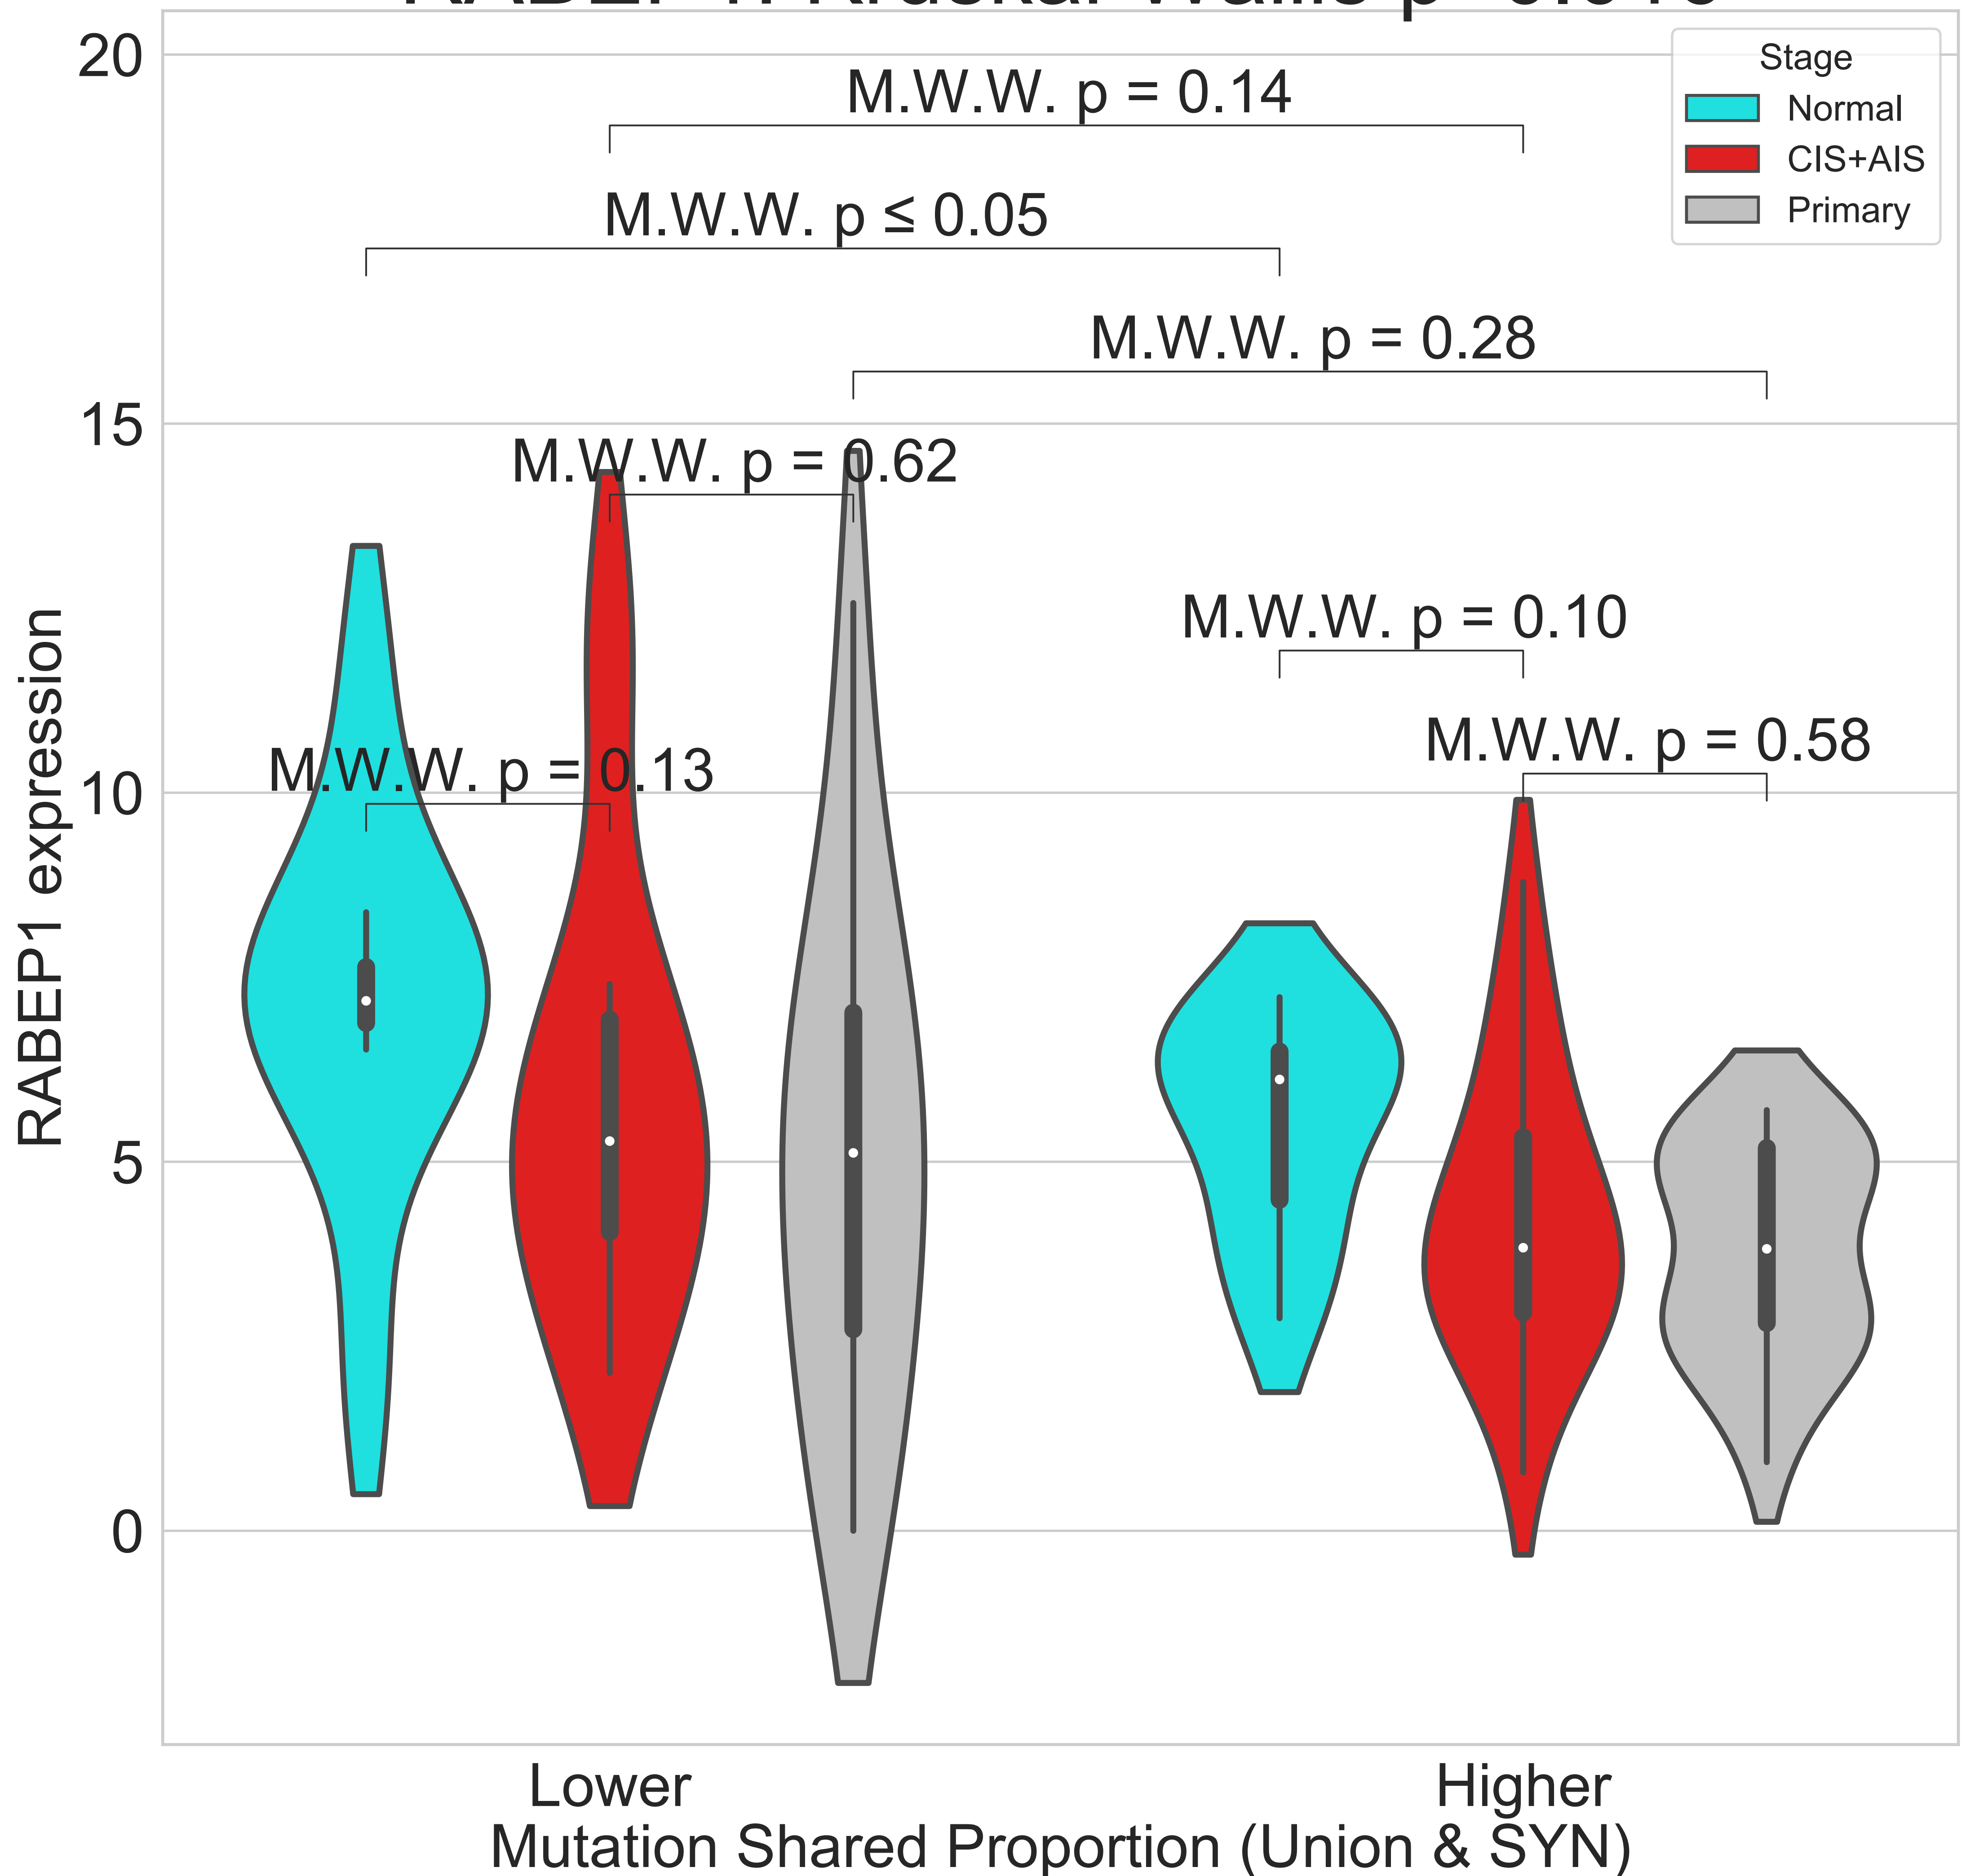 20
15
10
5
0
RABEP1 expression
Stage
Normal
CIS+AIS
Primary
M.W.W. p = 0.14
M.W.W. p ≤ 0.05
M.W.W. p = 0.28
M.W.W. p = 0.62
M.W.W. p = 0.10
M.W.W. p = 0.58
M.W.W. p = 0.13
Lower
Higher
Mutation Shared Proportion (Union & SYN)